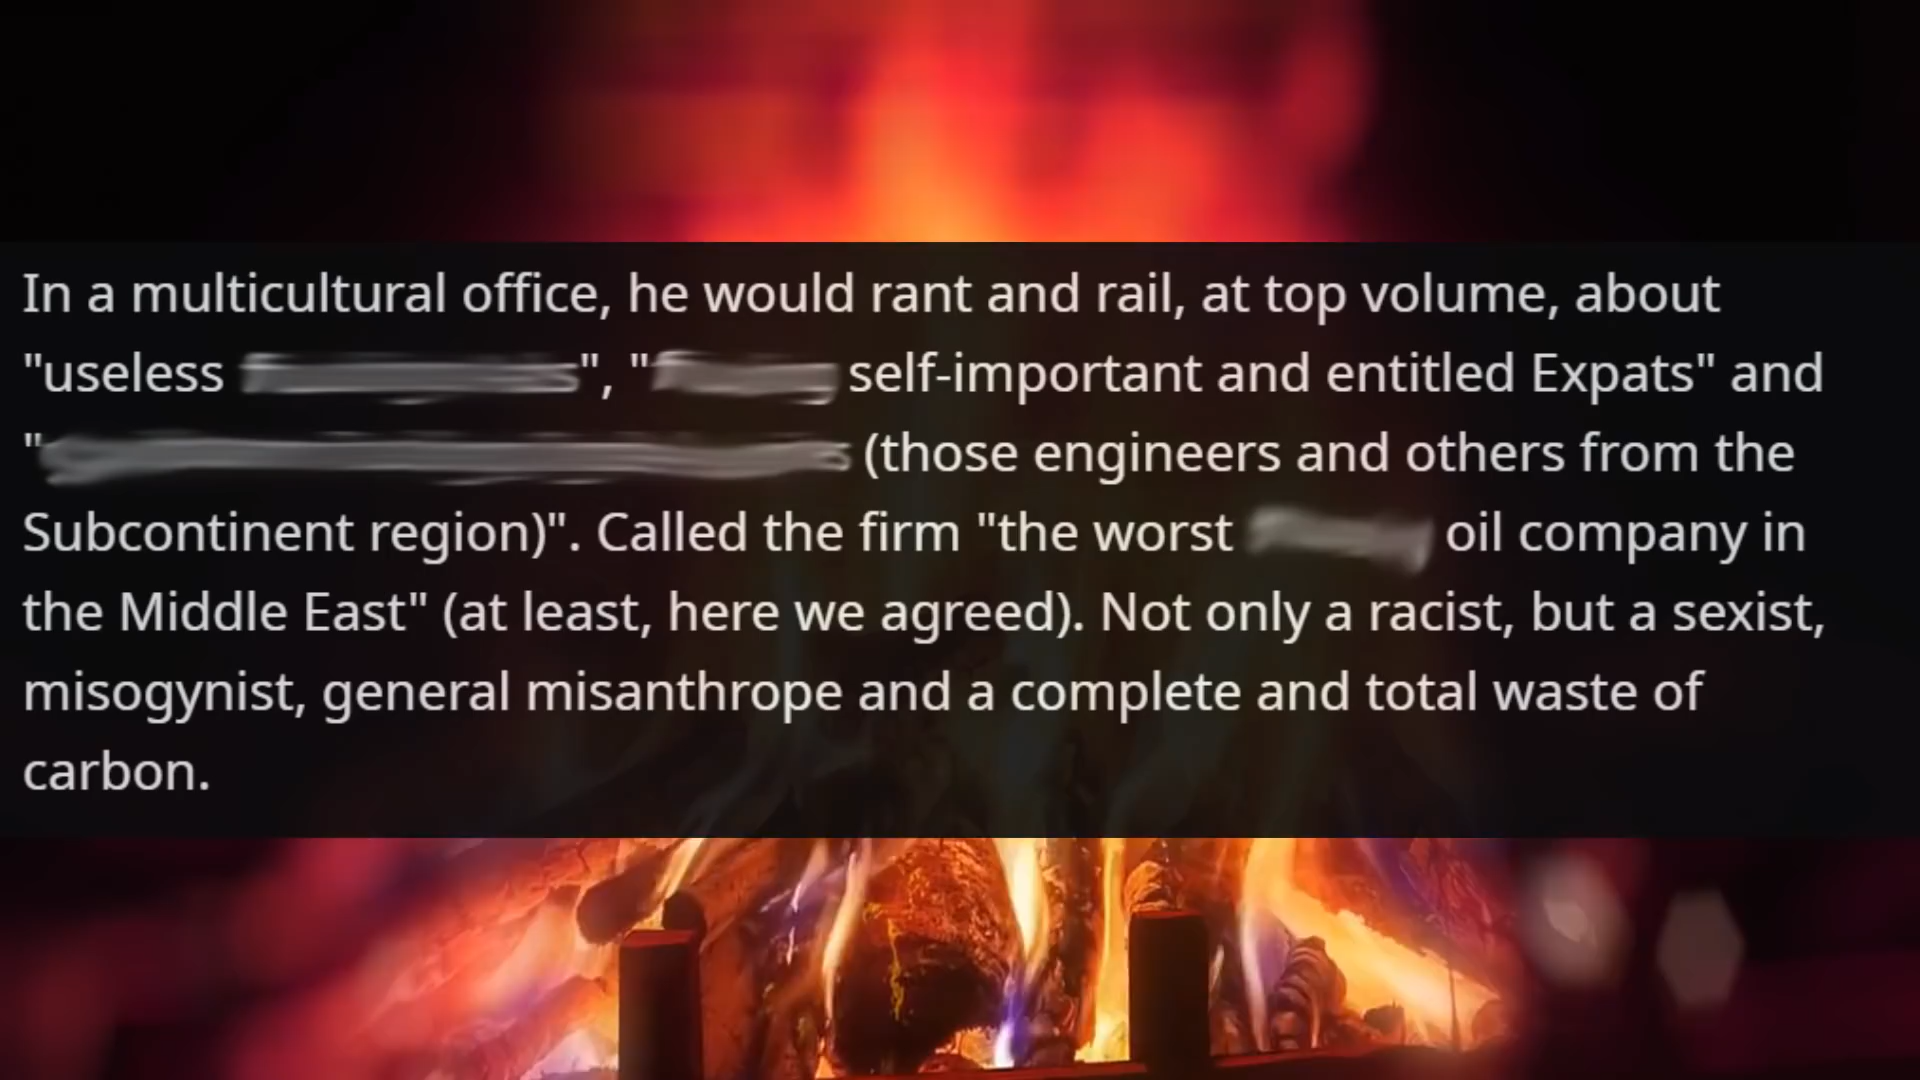 In a multicultural office, he would rant and rail, at top volume, about
"useless ", " self-important and entitled Expats" and
" (those engineers and others from the
Subcontinent region)". Called the firm "the worst oil company in
the Middle East" (at least, here we agreed). Not only a racist, but a sexist,
misogynist, general misanthrope and a complete and total waste of
carbon.